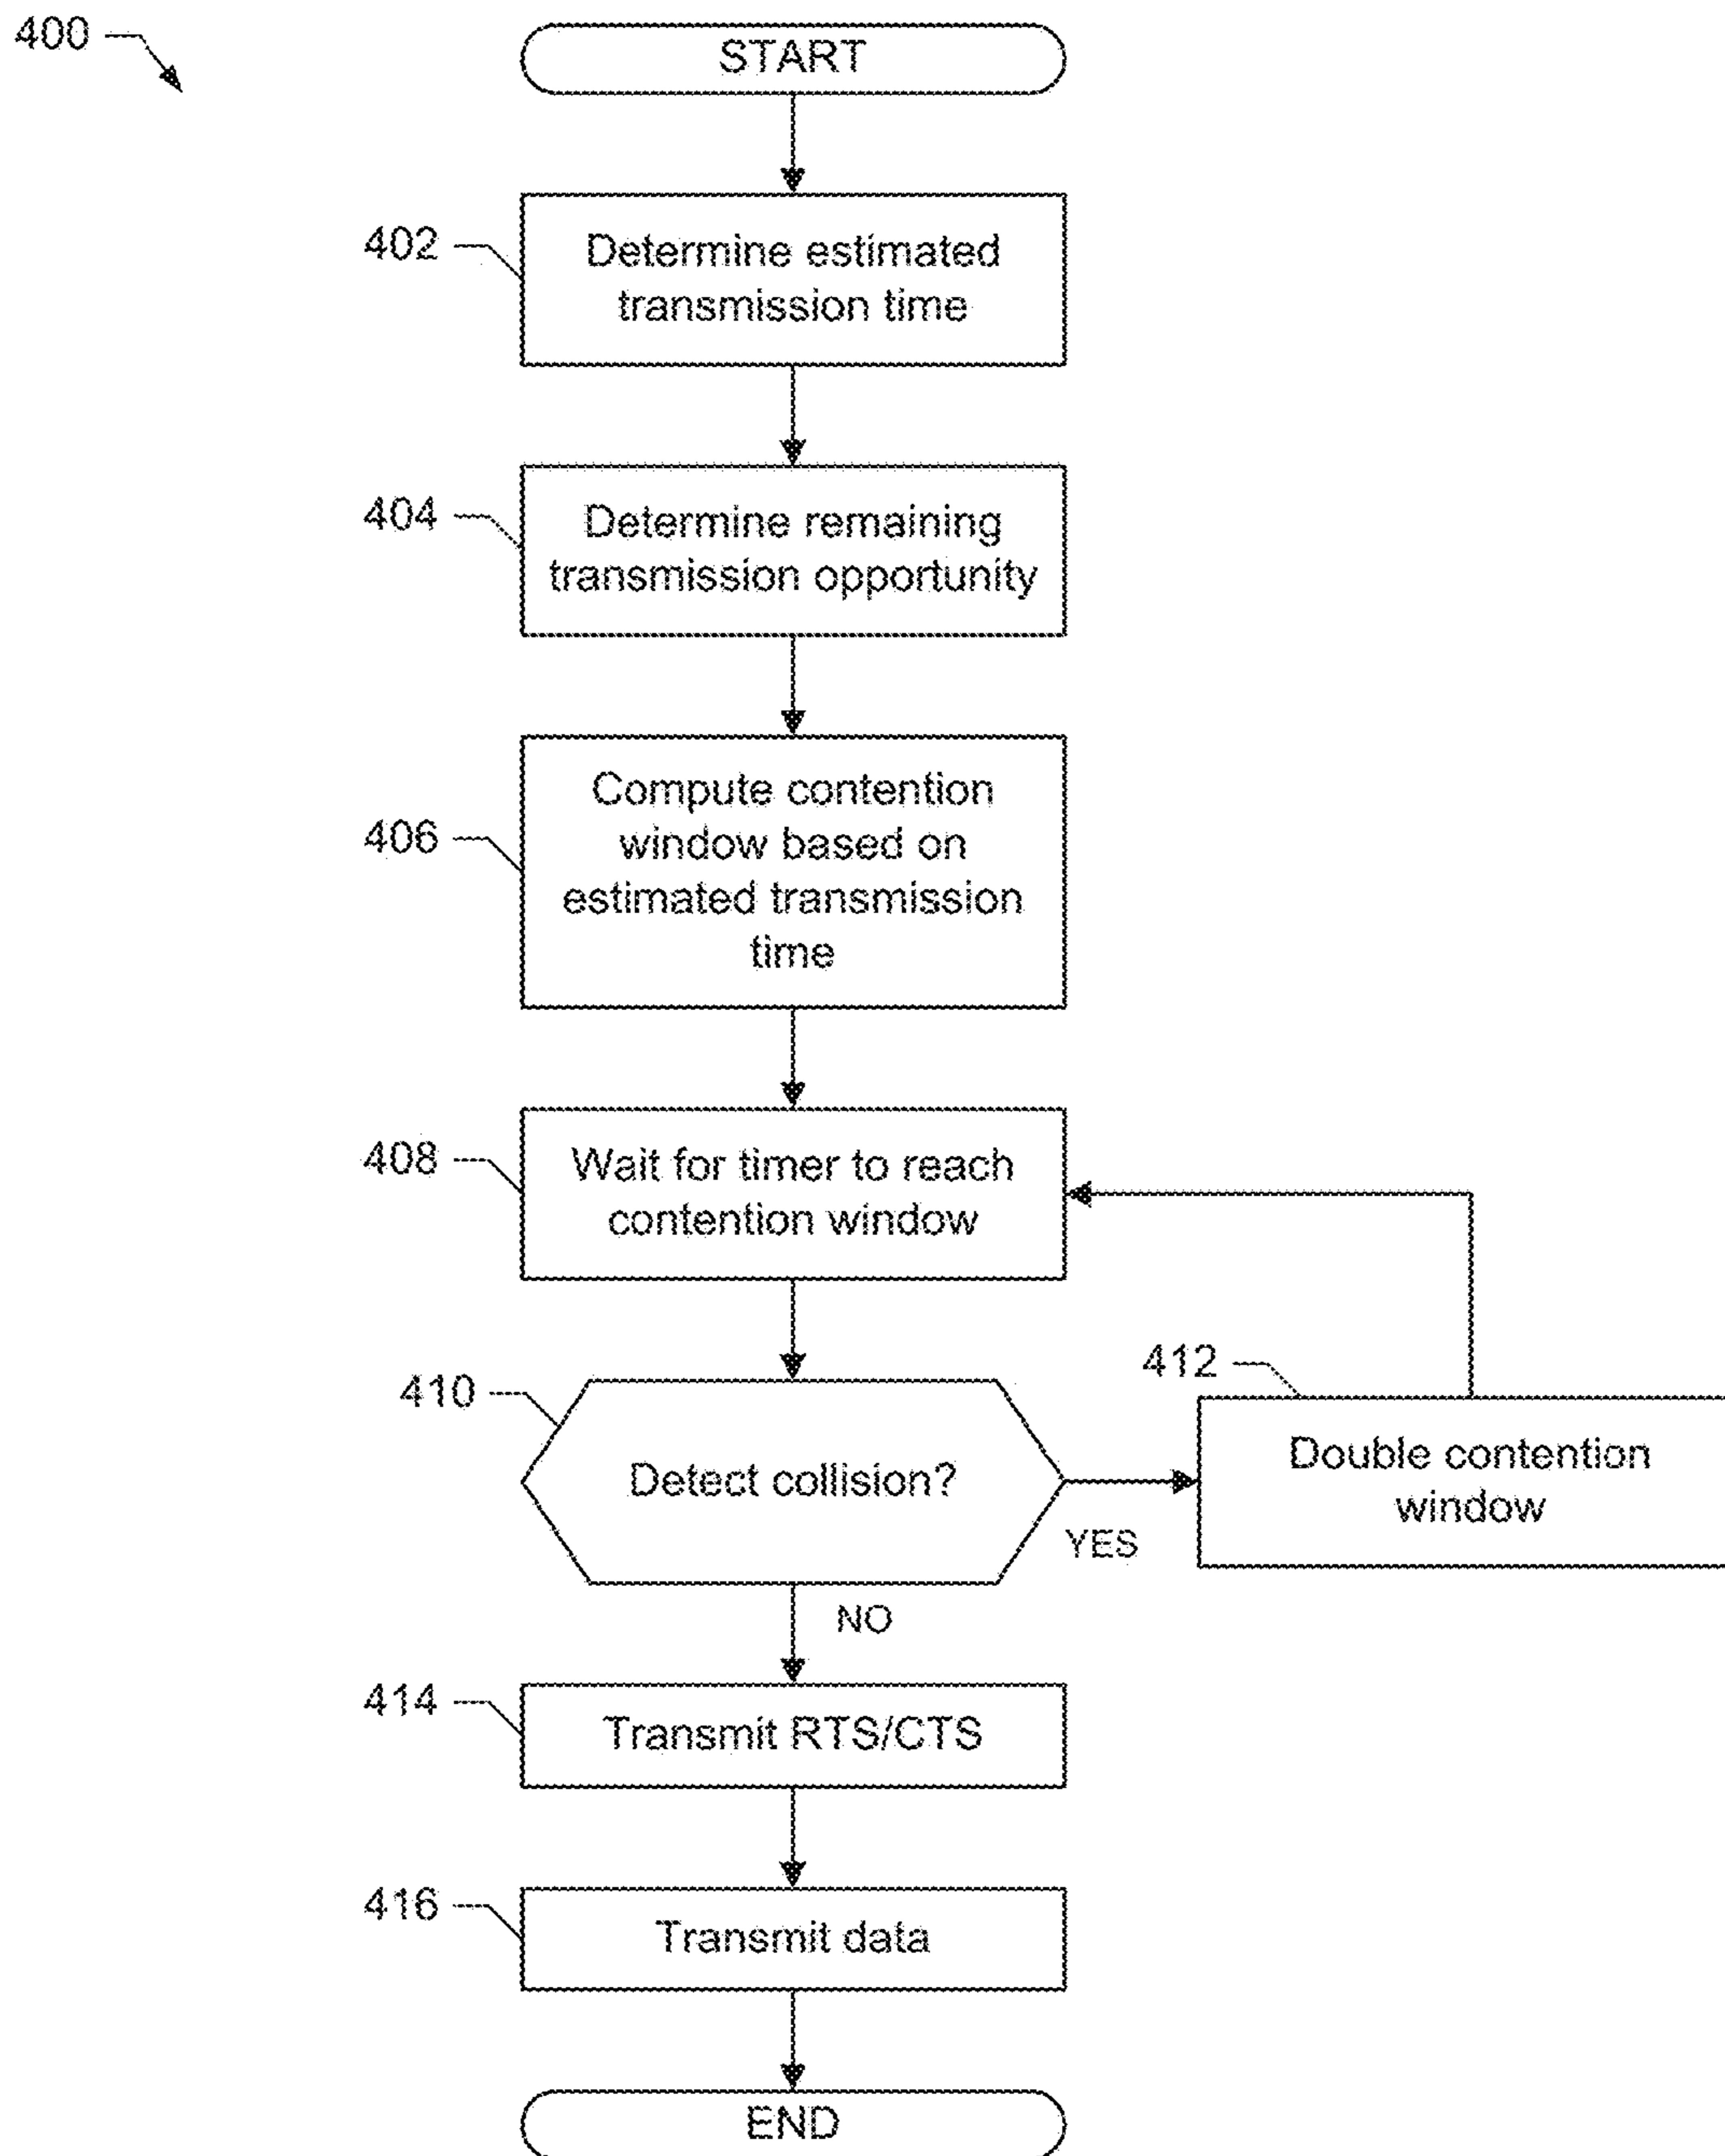 400
START
402
Determine estimated
transmission time
404
Determine remaining
transmission opportunity
406
Compute contention
window based on
estimated transmission
time
408
Wait for timer to reach
contention window
410
Detect collision?
YES
412
Double contention
window
NO
414
Transmit RTS/CTS
416
Transmit data
END